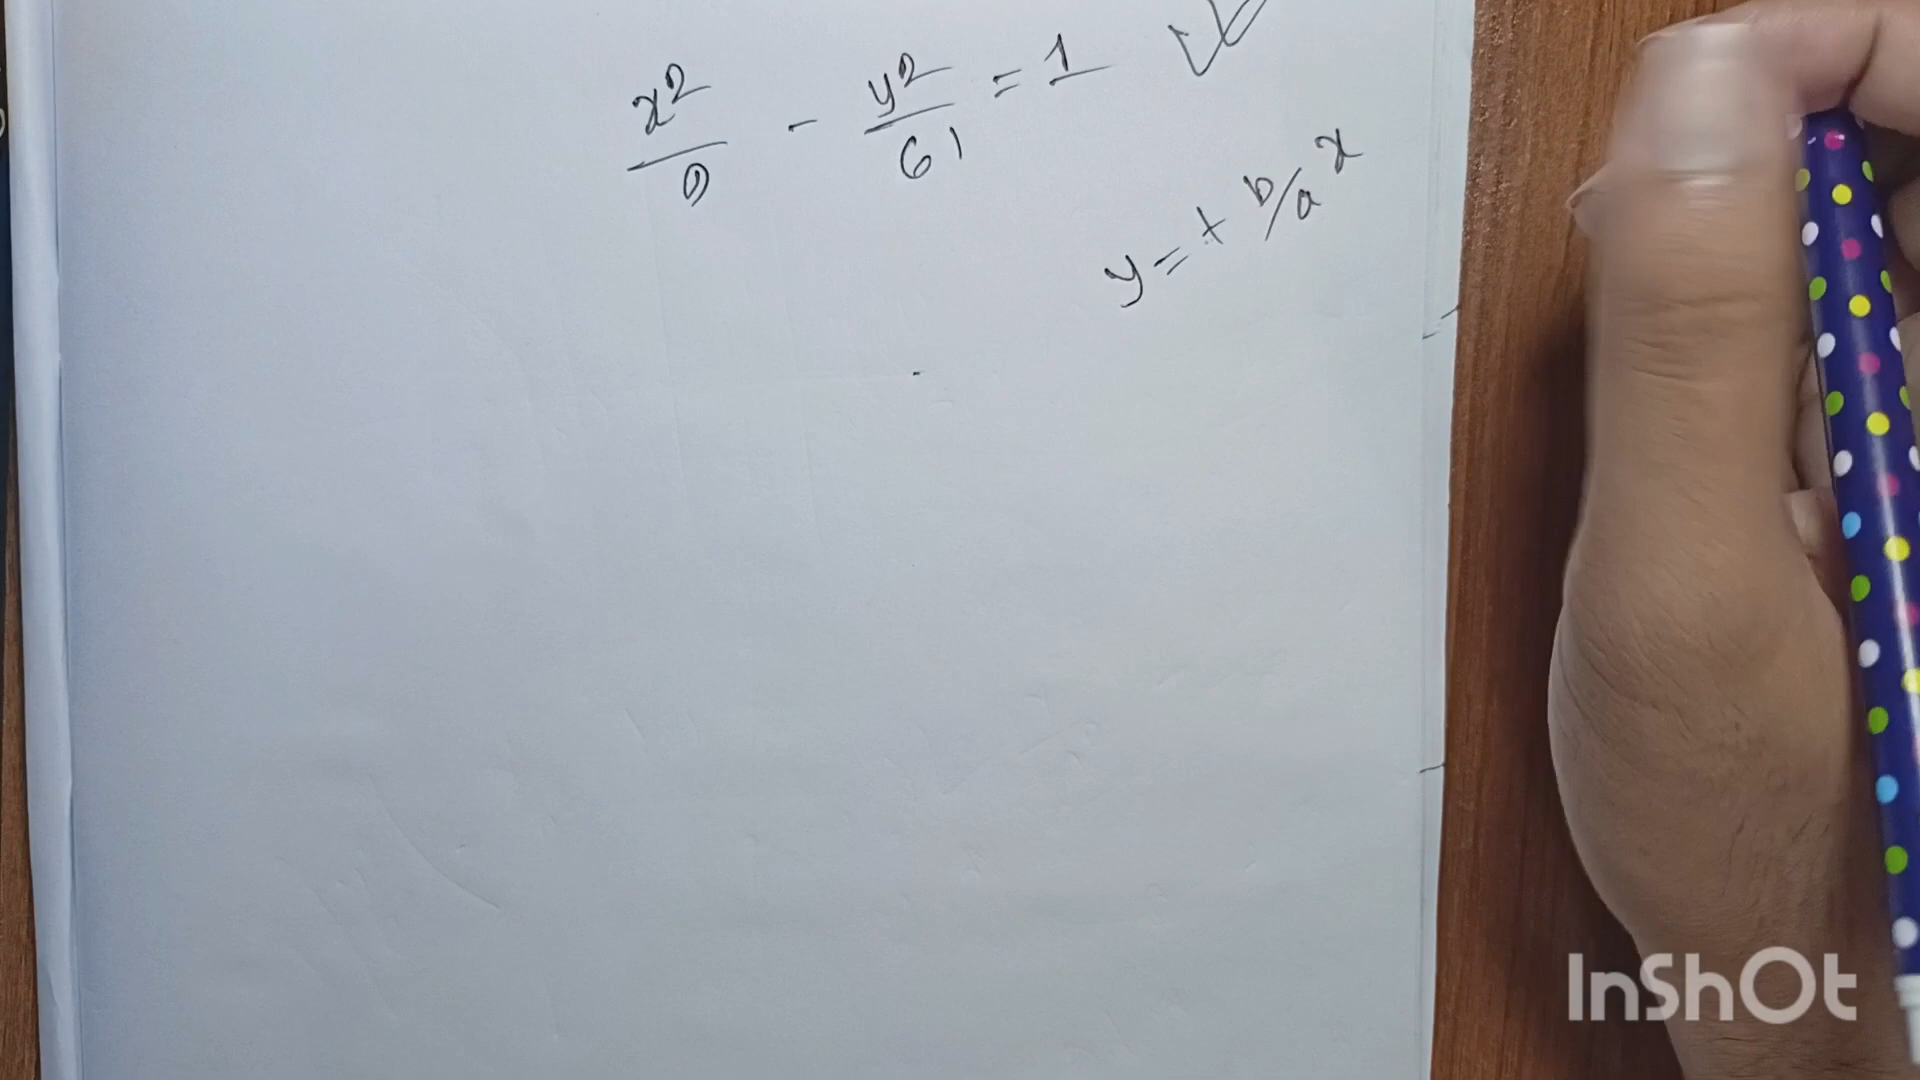 x²/9 - y²/61 = 1
y = ± b/a x
InShOt